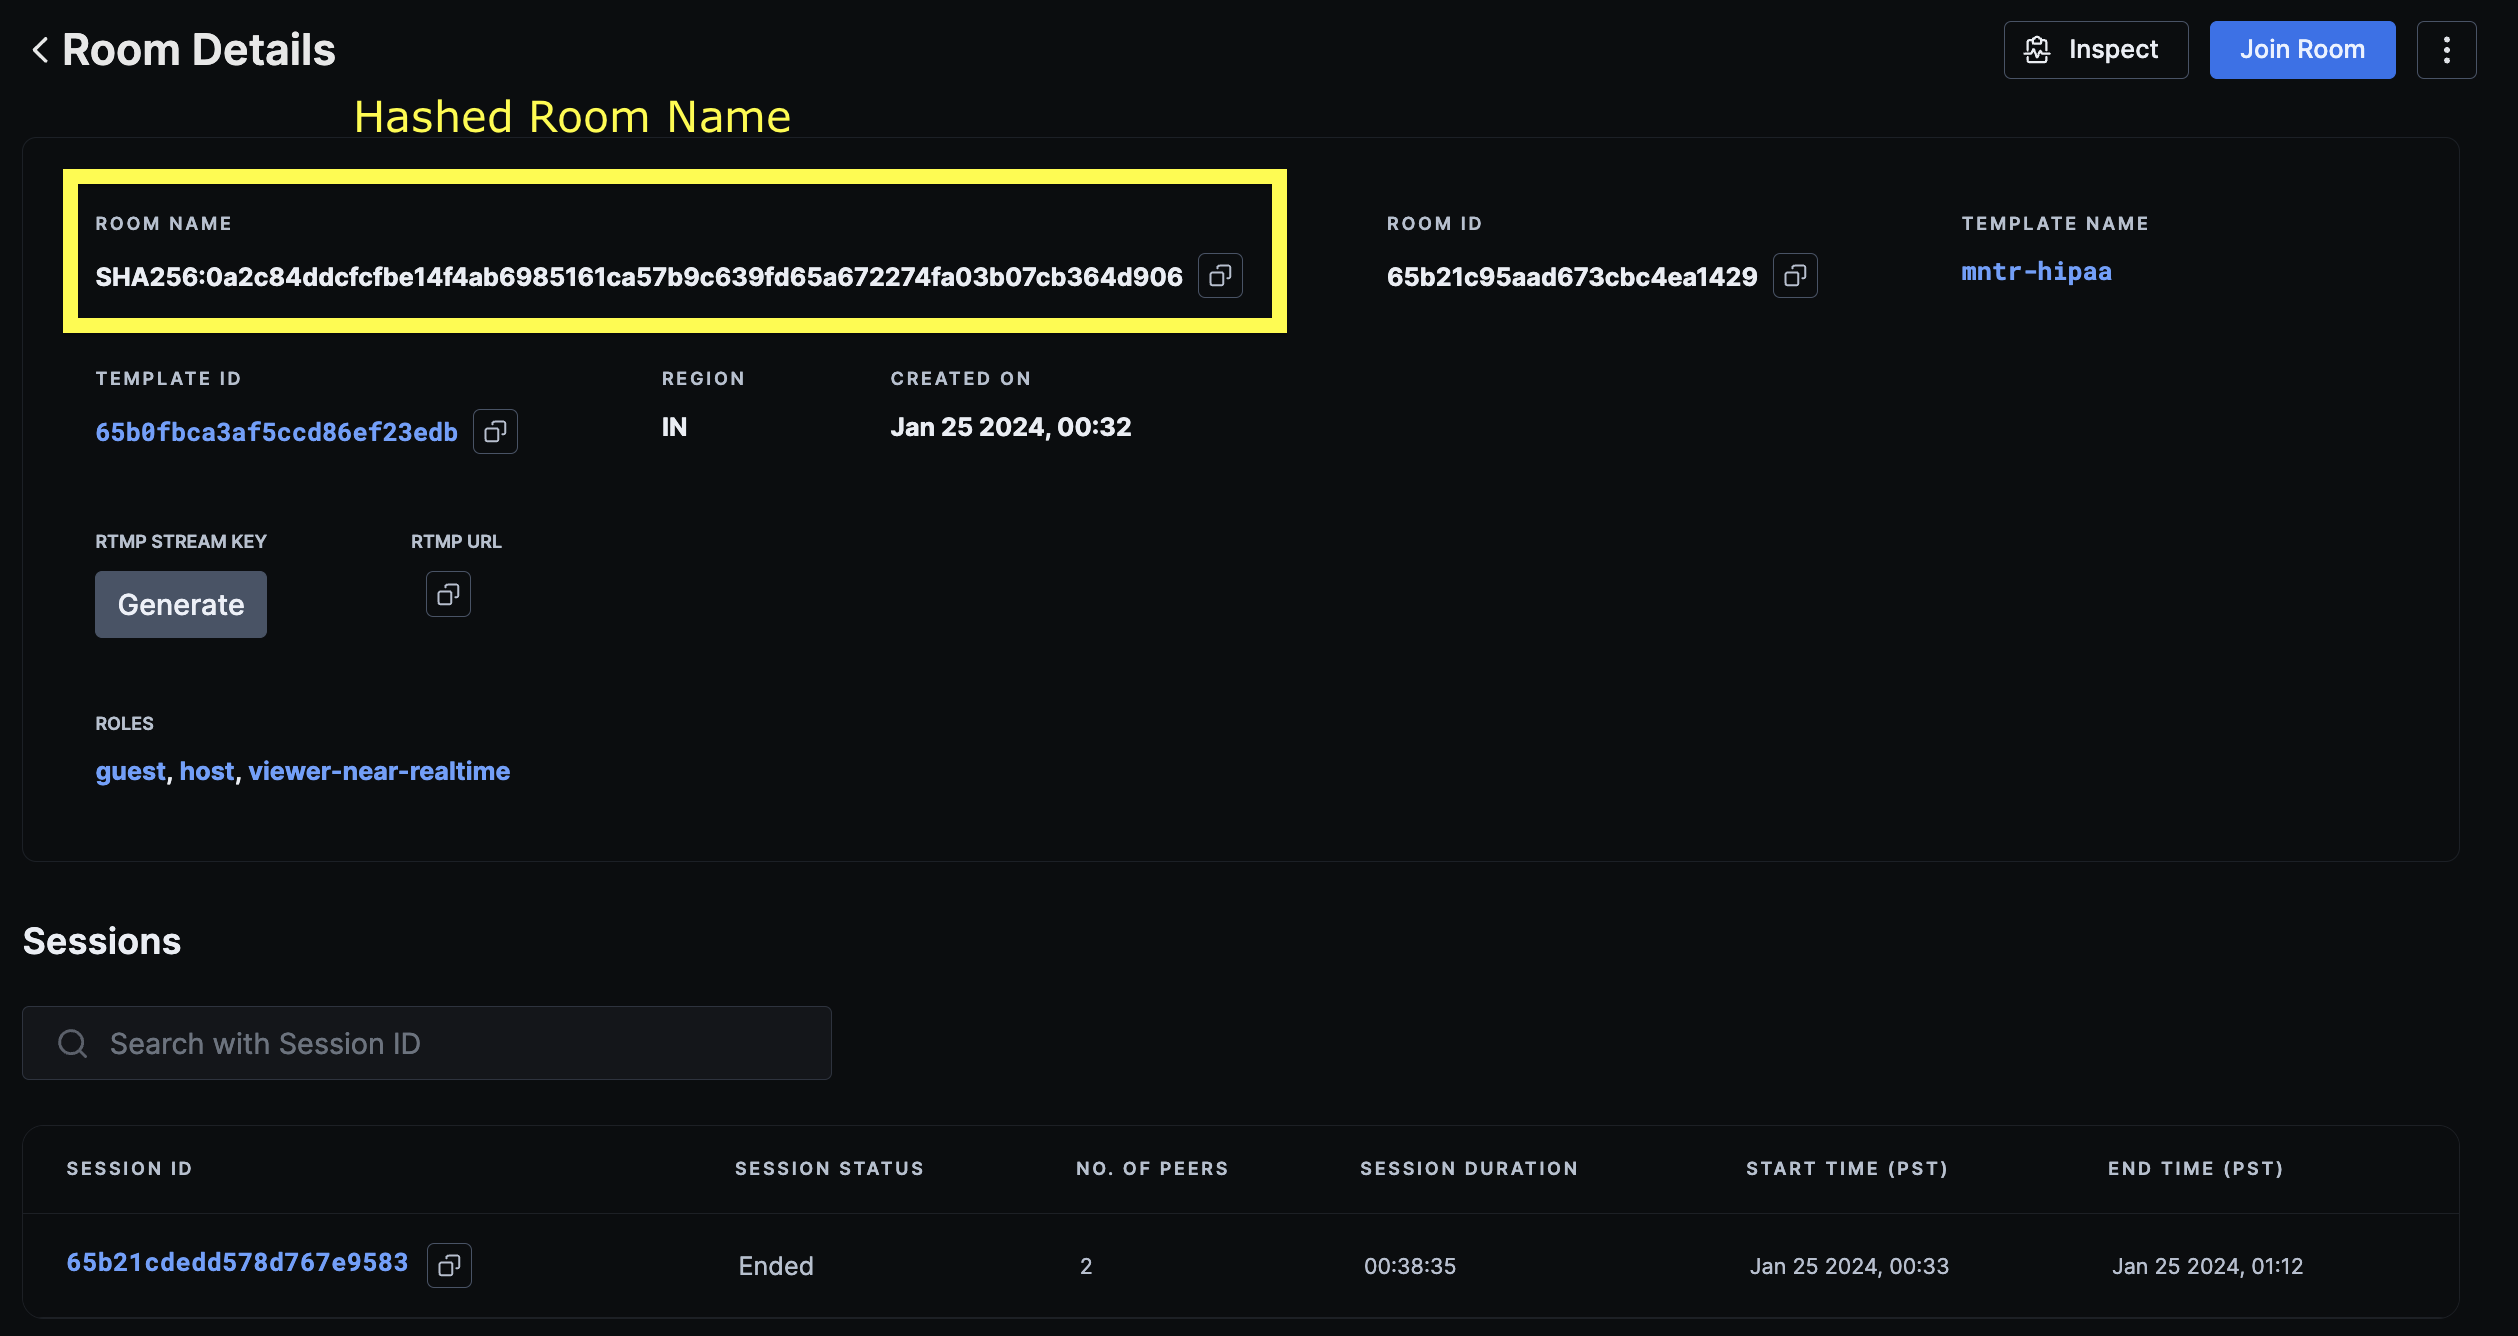 Room Details
Inspect
Join Room
Hashed Room Name
ROOM NAME
SHA256:0a2c84ddcfcfbe14f4ab6985161ca57b9c639fd65a672274fa03b07cb364d906
ROOM ID
65b21c95aad673cbc4ea1429
TEMPLATE NAME
mntr-hipaa
TEMPLATE ID
65b0fbca3af5ccd86ef23edb
REGION
IN
CREATED ON
Jan 25 2024, 00:32
RTMP STREAM KEY
Generate
RTMP URL
ROLES
guest, host, viewer-near-realtime
Sessions
Search with Session ID
SESSION ID SESSION STATUS NO. OF PEERS SESSION DURATION START TIME (PST) END TIME (PST)
65b21cdedd578d767e9583 Ended 2 00:38:35 Jan 25 2024, 00:33 Jan 25 2024, 01:12